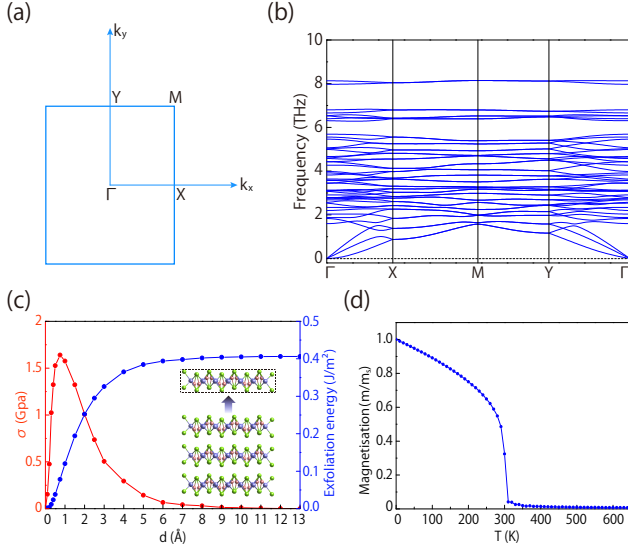 (a)
k_y
Y
M
Γ
X
k_x
(b)
Frequency (THz)
10
8
6
4
2
0
Γ
X
M
Y
Γ
(c)
σ (Gpa)
2
1.5
1
0.5
0
0 1 2 3 4 5 6 7 8 9 10 11 12 13
d (Å)
0.5
0.4
0.3
0.2
0.1
0.0
Exfoliation energy (J/m²)
(d)
Magnetisation (m/mₛ)
1.0
0.8
0.6
0.4
0.2
0.0
0 100 200 300 400 500 600
T (K)